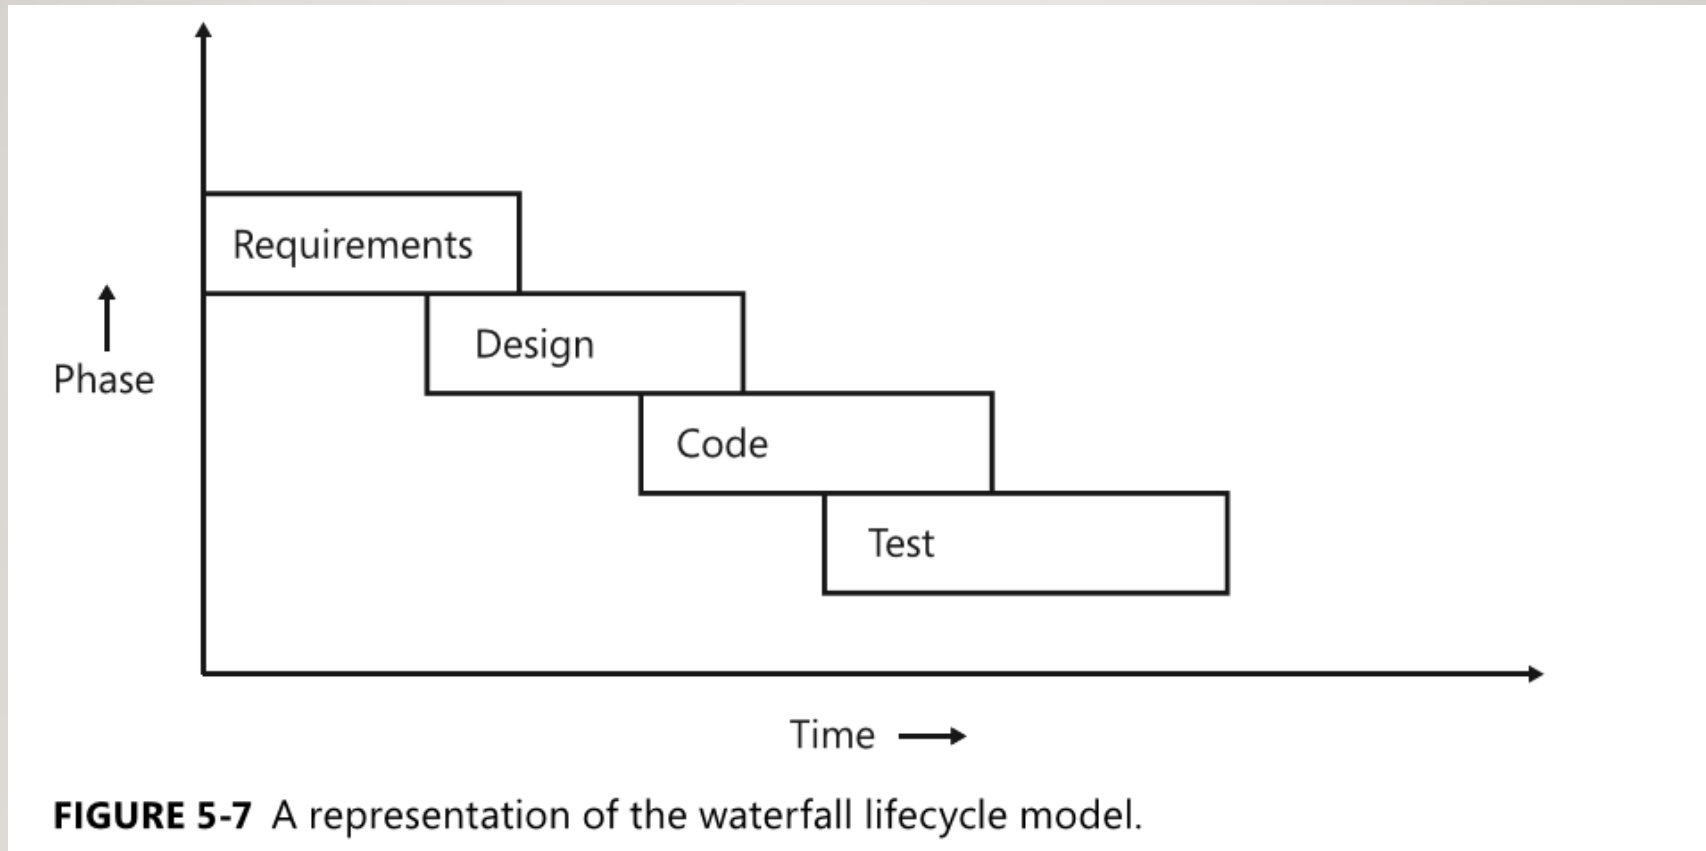 Requirements
Design
Phase
Code
Test
Time
FIGURE 5-7 A representation of the waterfall lifecycle model.